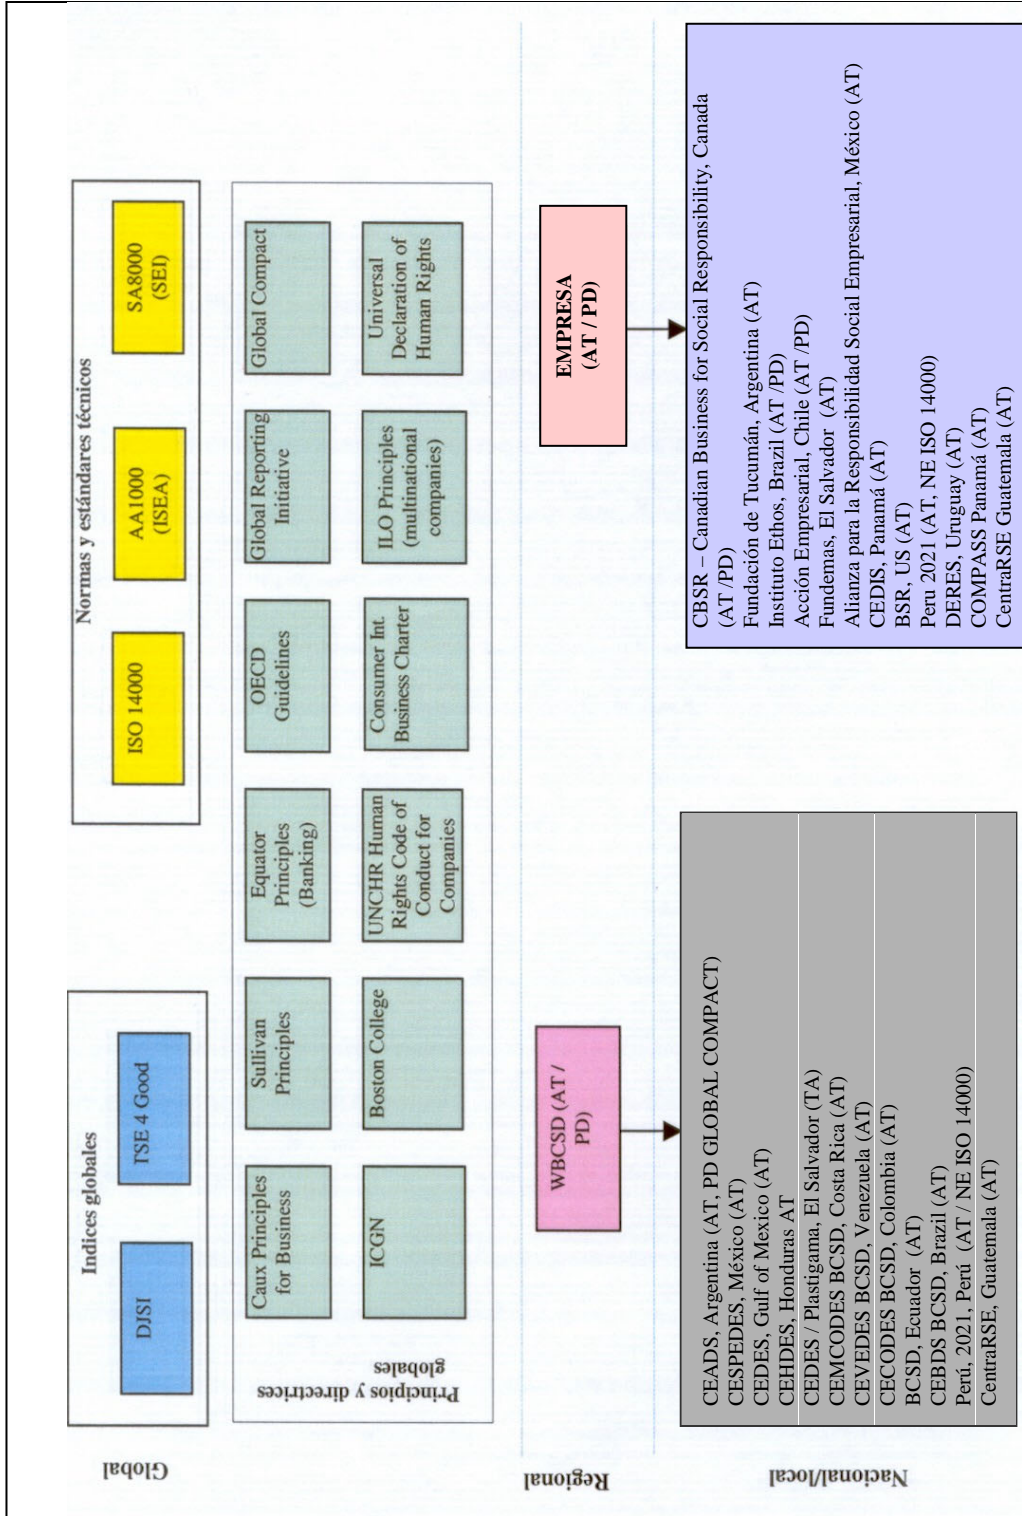 Global
Indices globales
DJSI
TSE 4 Good
Normas y estándares técnicos
ISO 14000
AA1000
(ISEA)
SA8000
(SEI)
Principios y directrices
globales
Caux Principles
for Business
Sullivan
Principles
Equator
Principles
(Banking)
OECD
Guidelines
Global Reporting
Initiative
Global Compact
ICGN
Boston College
UNCHR Human
Rights Code of
Conduct for
Companies
Consumer Int.
Business Charter
ILO Principles
(multinational
companies)
Universal
Declaration of
Human Rights
Regional
WBCSD (AT /
PD)
EMPRESA
(AT / PD)
Nacional/local
CEADS, Argentina (AT, PD GLOBAL COMPACT)
CESPEDES, México (AT)
CEDES, Gulf of Mexico (AT)
CEHDES, Honduras AT
CEDES / Plastigama, El Salvador (TA)
CEMCODES BCSD, Costa Rica (AT)
CEVEDES BCSD, Venezuela (AT)
CECODES BCSD, Colombia (AT)
BCSD, Ecuador (AT)
CEBDS BCSD, Brazil (AT)
Perú, 2021, Perú (AT / NE ISO 14000)
CentraRSE, Guatemala (AT)
CBSR – Canadian Business for Social Responsibility, Canada
(AT /PD)
Fundación de Tucumán, Argentina (AT)
Instituto Ethos, Brazil (AT /PD)
Acción Empresarial, Chile (AT /PD)
Fundemas, El Salvador (AT)
Alianza para la Responsibilidad Social Empresarial, México (AT)
CEDIS, Panamá (AT)
BSR, US (AT)
Peru 2021 (AT, NE ISO 14000)
DERES, Uruguay (AT)
COMPASS Panamá (AT)
CentraRSE Guatemala (AT)